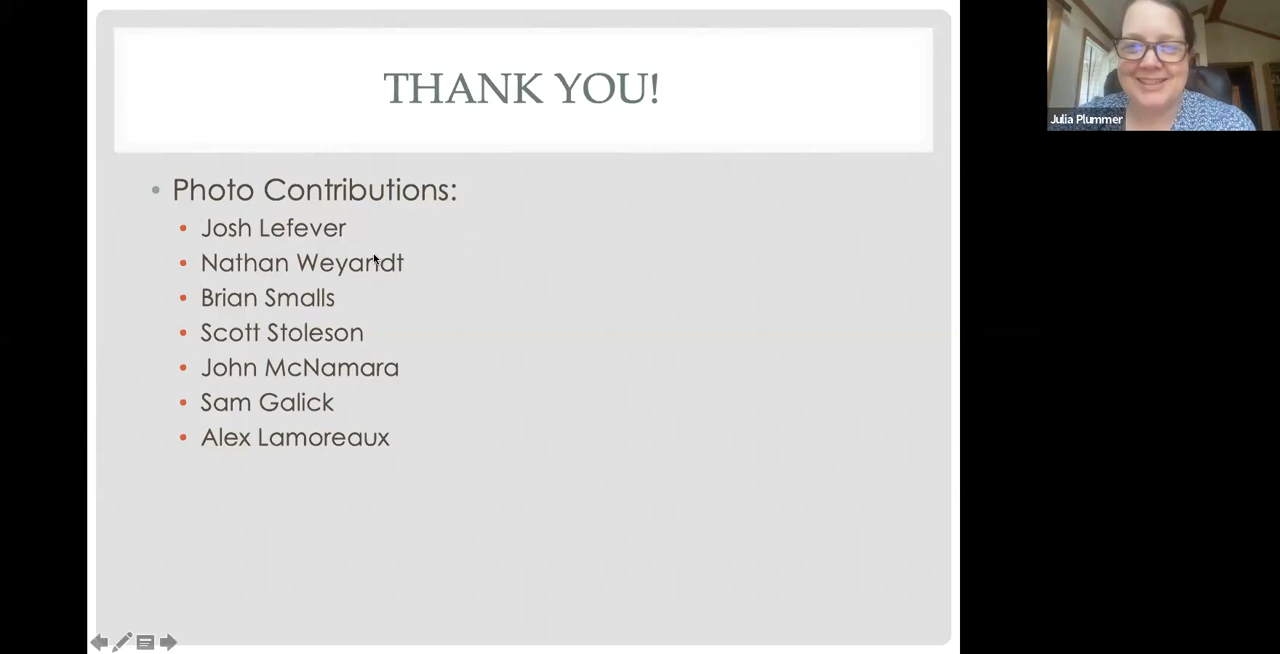 THANK YOU!
Photo Contributions:
Josh Lefever
Nathan Weyandt
Brian Smalls
Scott Stoleson
John McNamara
Sam Galick
Alex Lamoreaux
Julia Plummer